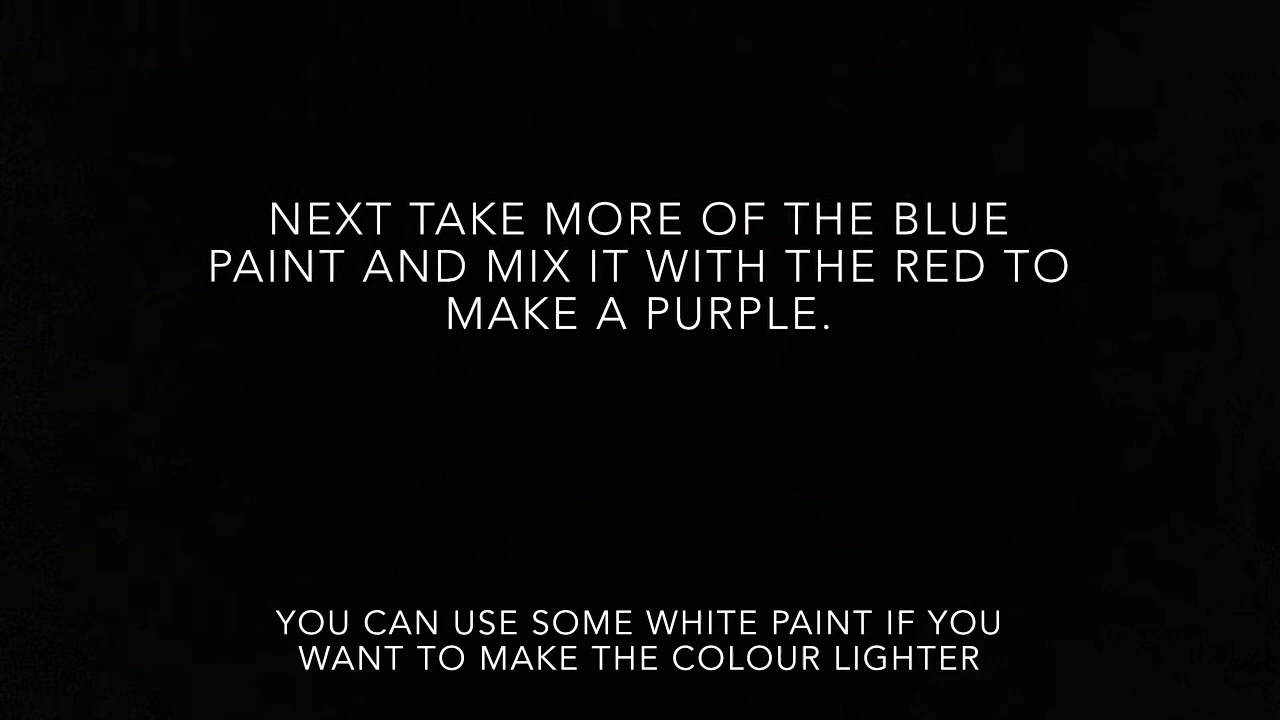 NEXT TAKE MORE OF THE BLUE
PAINT AND MIX IT WITH THE RED TO
MAKE A PURPLE.
YOU CAN USE SOME WHITE PAINT IF YOU
WANT TO MAKE THE COLOUR LIGHTER